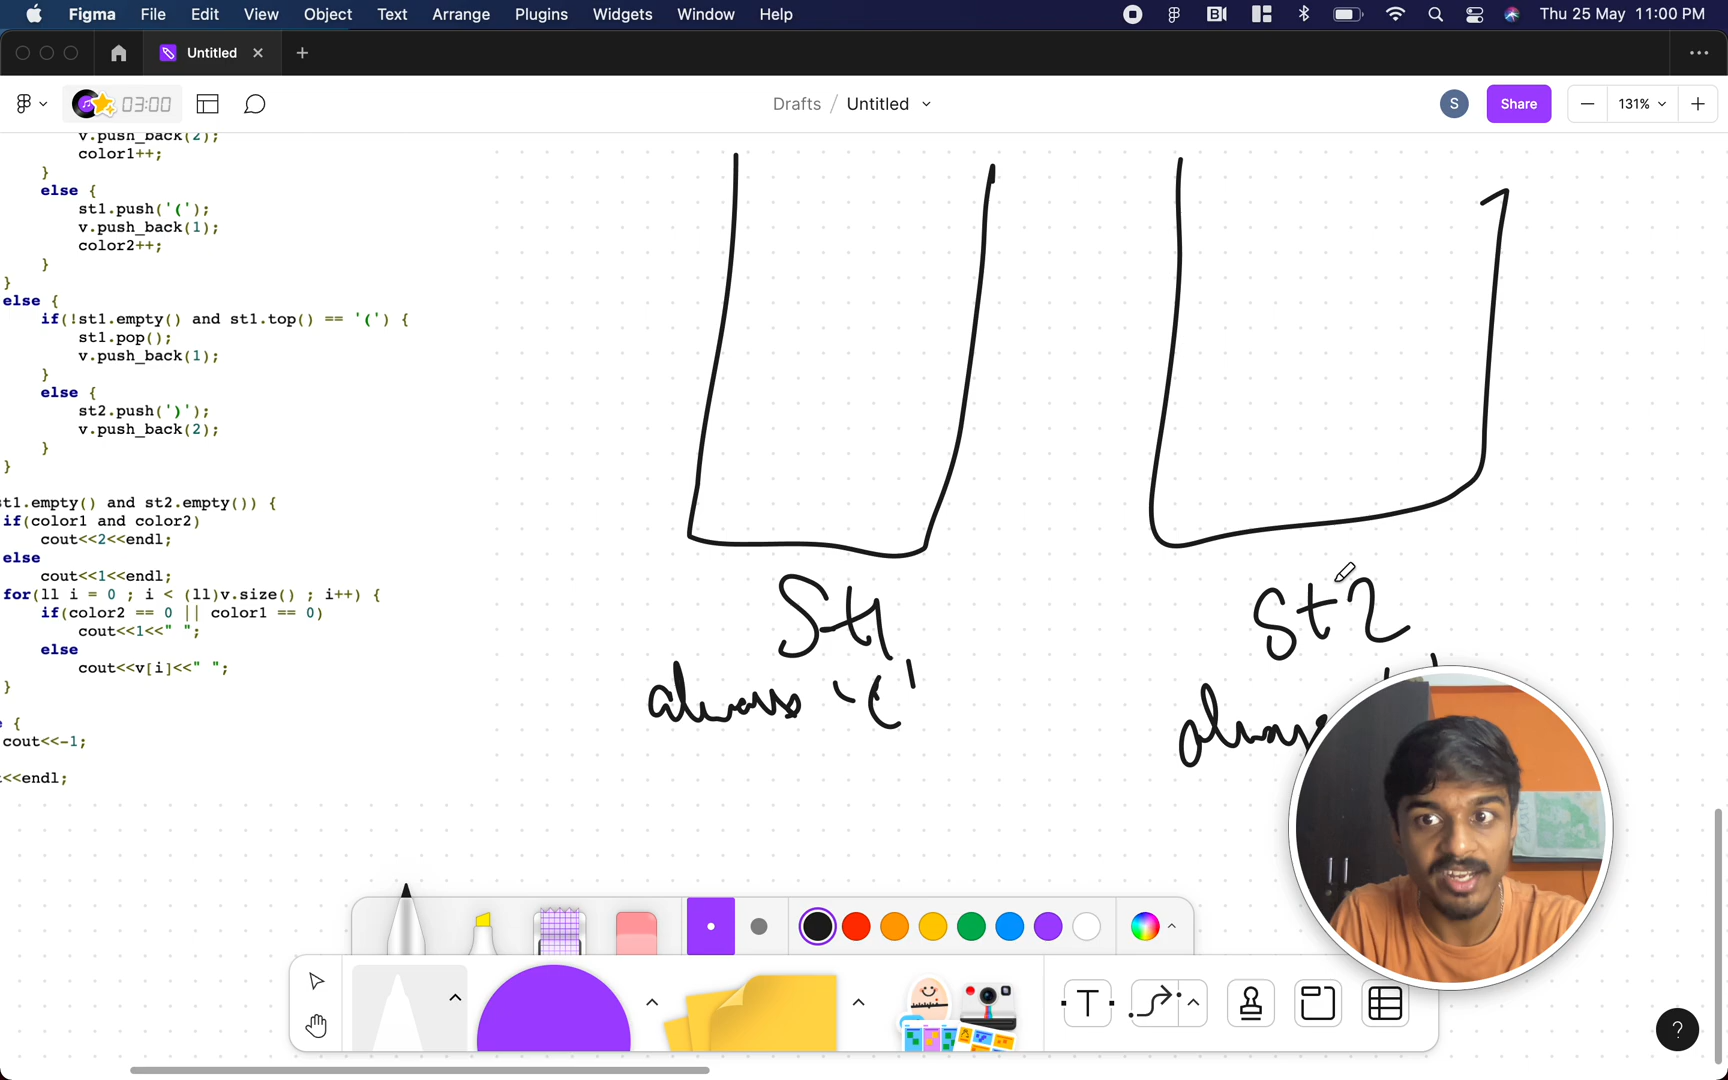 Figma File Edit View Object Text Arrange Plugins Widgets Window Help Thu 25 May 11:00 PM
Untitled
03:00 Drafts / Untitled S Share 131%
v.push_back(2);
color1++;
}
else {
st1.push('(');
v.push_back(1);
color2++;
}
}
else {
if(!st1.empty() and st1.top() == '(') {
st1.pop();
v.push_back(1);
}
else {
st2.push(')');
v.push_back(2);
}
}
st1.empty() and st2.empty()) {
if(color1 and color2)
cout<<2<<endl;
else
cout<<1<<endl;
for(ll i = 0 ; i < (ll)v.size() ; i++) {
if(color2 == 0 || color1 == 0)
cout<<1<<" ";
else
cout<<v[i]<<" ";
}
e {
cout<<-1;
t<<endl;
St1
always '('
St2
T
?